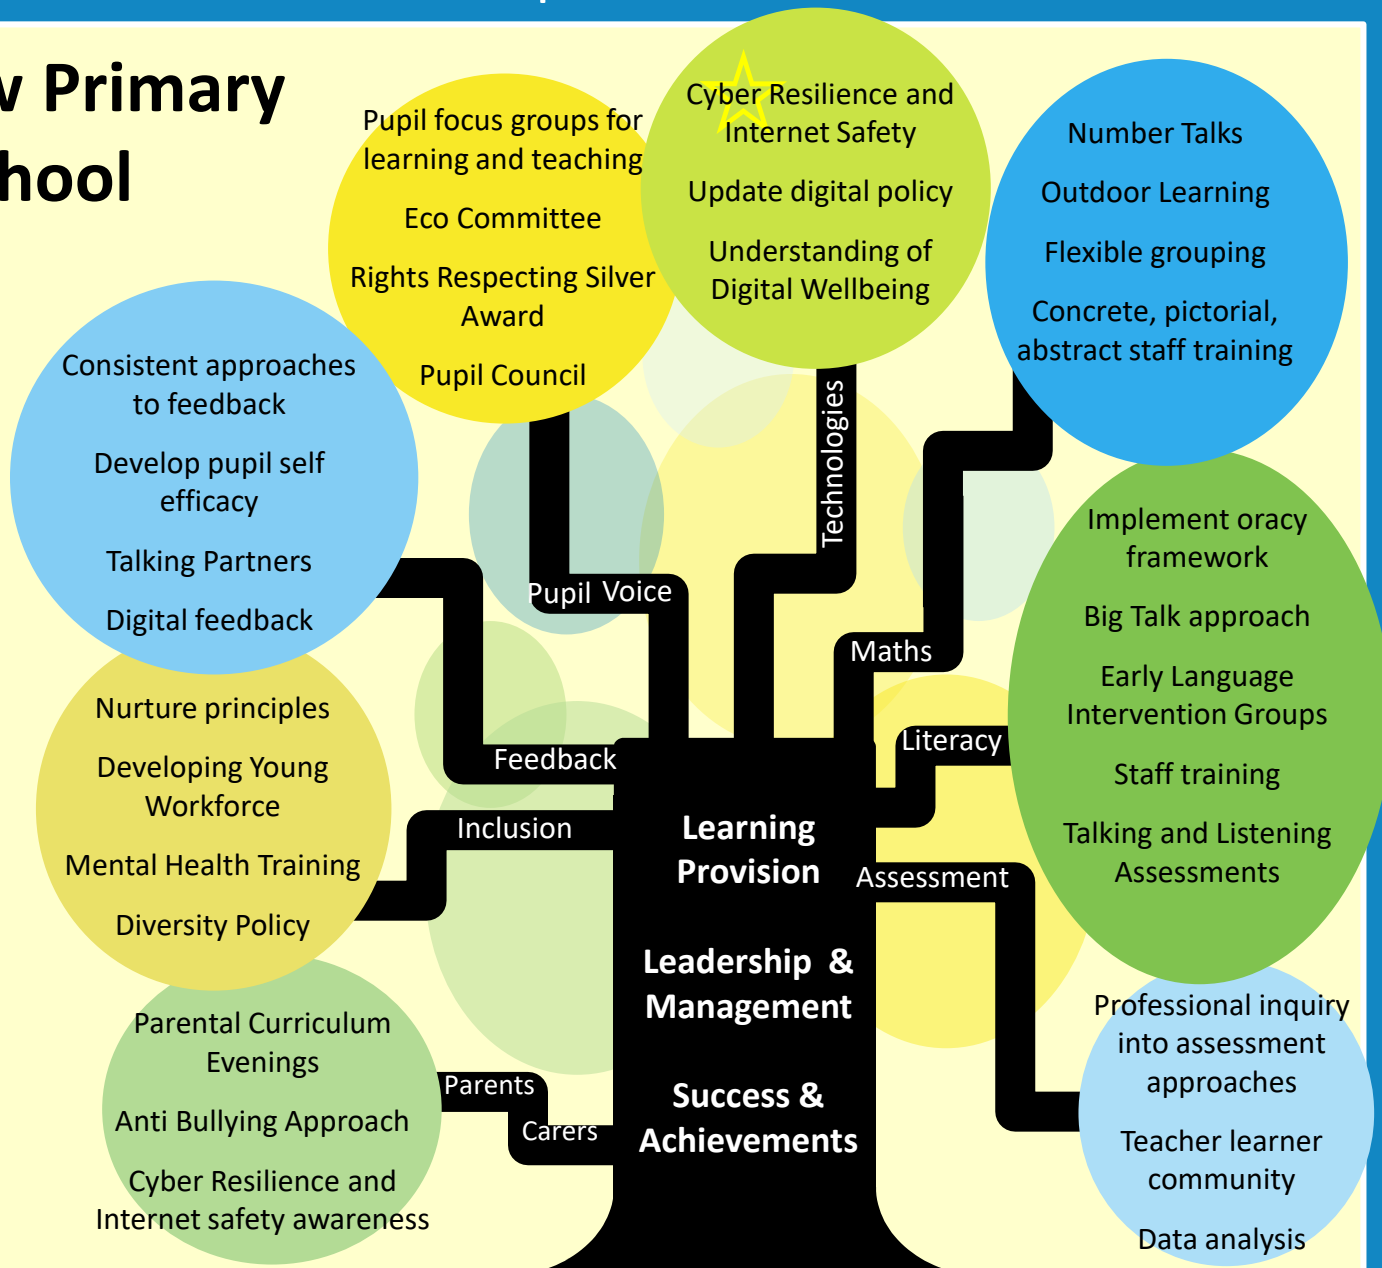 Primary
Pupil focus groups for
learning and teaching
Eco Committee
Rights Respecting Silver
Award
Pupil Council
Cyber Resilience and
Internet Safety
Update digital policy
Understanding of
Digital Wellbeing
Number Talks
Outdoor Learning
Flexible grouping
Concrete, pictorial,
abstract staff training
Consistent approaches
to feedback
Develop pupil self
efficacy
Talking Partners
Digital feedback
Technologies
Pupil Voice
Maths
Implement oracy
framework
Big Talk approach
Early Language
Intervention Groups
Staff training
Talking and Listening
Assessments
Literacy
Feedback
Nurture principles
Developing Young
Workforce
Mental Health Training
Diversity Policy
Inclusion
Learning
Provision
Leadership & 
Management
Success &
Achievements
Assessment
Professional inquiry
into assessment
approaches
Teacher learner
community
Data analysis
Parents
Carers
Parental Curriculum
Evenings
Anti Bullying Approach
Cyber Resilience and
Internet safety awareness